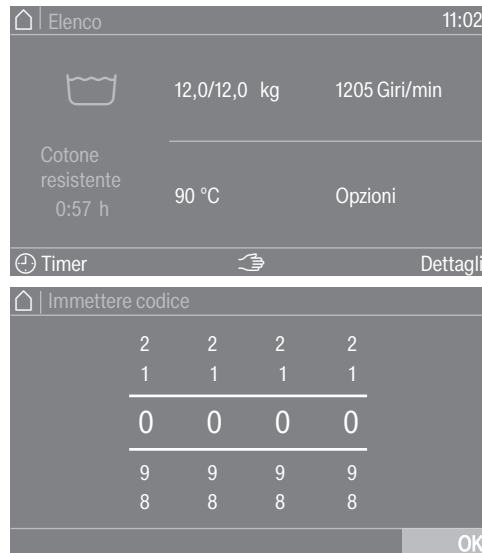 Elenco 11:02
12,0/12,0 kg 1205 Giri/min
Cotone
resistente
0:57 h
90 °C Opzioni
Timer Dettagli
Immettere codice
2 2 2 2
1 1 1 1
0 0 0 0
9 9 9 9
8 8 8 8
OK